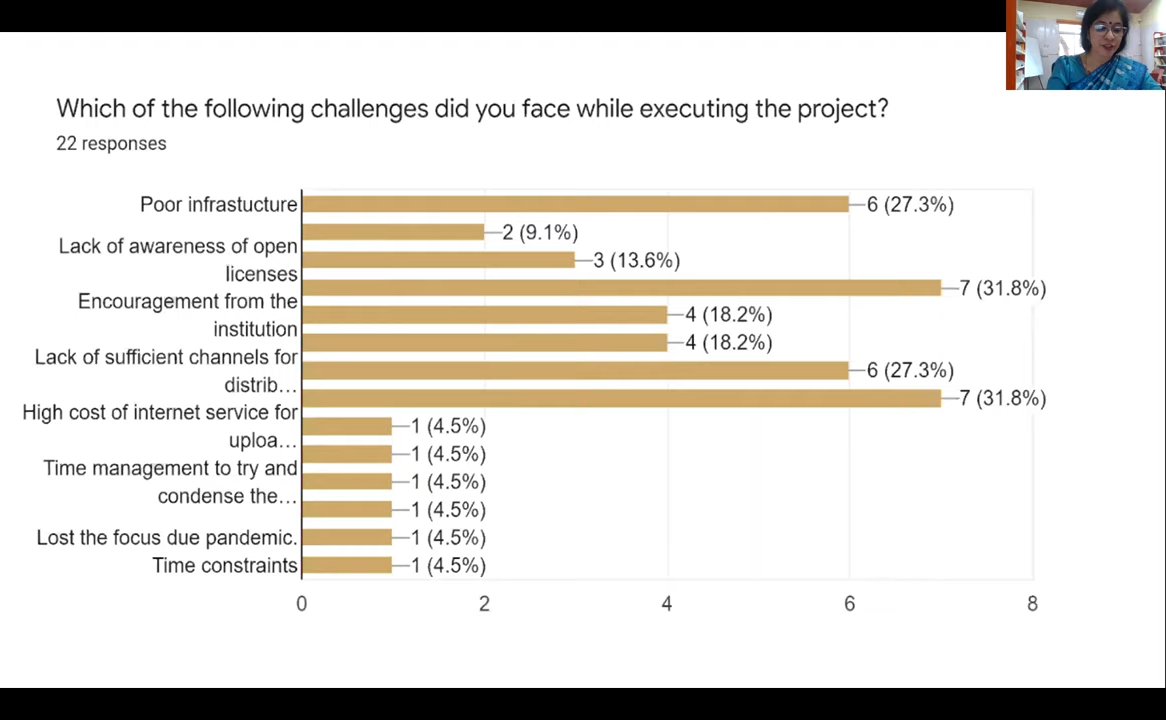 Which of the following challenges did you face while executing the project?
22 responses
Poor infrastucture
6 (27.3%)
2 (9.1%)
Lack of awareness of open
licenses
3 (13.6%)
7 (31.8%)
Encouragement from the
institution
4 (18.2%)
4 (18.2%)
Lack of sufficient channels for
distrib…
6 (27.3%)
7 (31.8%)
High cost of internet service for
uploa…
1 (4.5%)
1 (4.5%)
Time management to try and
condense the…
1 (4.5%)
1 (4.5%)
Lost the focus due pandemic.
1 (4.5%)
Time constraints
1 (4.5%)
0
2
4
6
8